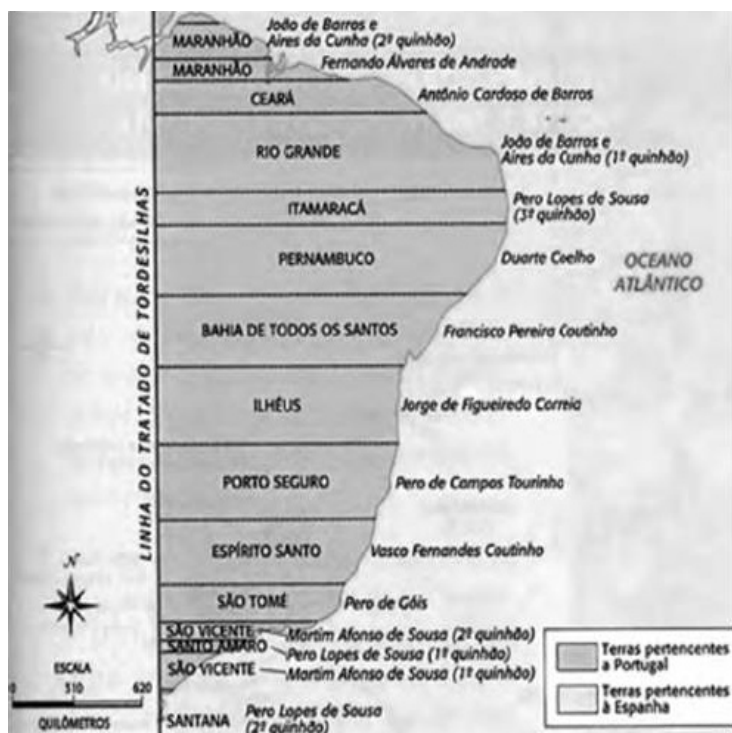 João de Barros e
Aires da Cunha (2º quinhão)
MARANHÃO
Fernando Álvares de Andrade
MARANHÃO
CEARÁ
Antônio Cardoso de Barros
João de Barros e
Aires da Cunha (1º quinhão)
RIO GRANDE
Pero Lopes de Sousa
(3º quinhão)
ITAMARACÁ
PERNAMBUCO
Duarte Coelho
OCEANO
ATLÂNTICO
BAHIA DE TODOS OS SANTOS
Francisco Pereira Coutinho
LINHA DO TRATADO DE TORDESILHAS
ILHÉUS
Jorge de Figueiredo Correia
PORTO SEGURO
Pero de Campos Tourinho
ESPÍRITO SANTO
Vasco Fernandes Coutinho
N
SÃO TOMÉ
Pero de Góis
SÃO VICENTE
Martim Afonso de Sousa (2º quinhão)
SANTO AMARO
Pero Lopes de Sousa (1º quinhão)
SÃO VICENTE
Martim Afonso de Sousa (1º quinhão)
SANTANA
Pero Lopes de Sousa
(2º quinhão)
ESCALA
0 310 620
QUILÔMETROS
Terras pertencentes
a Portugal
Terras pertencentes
à Espanha